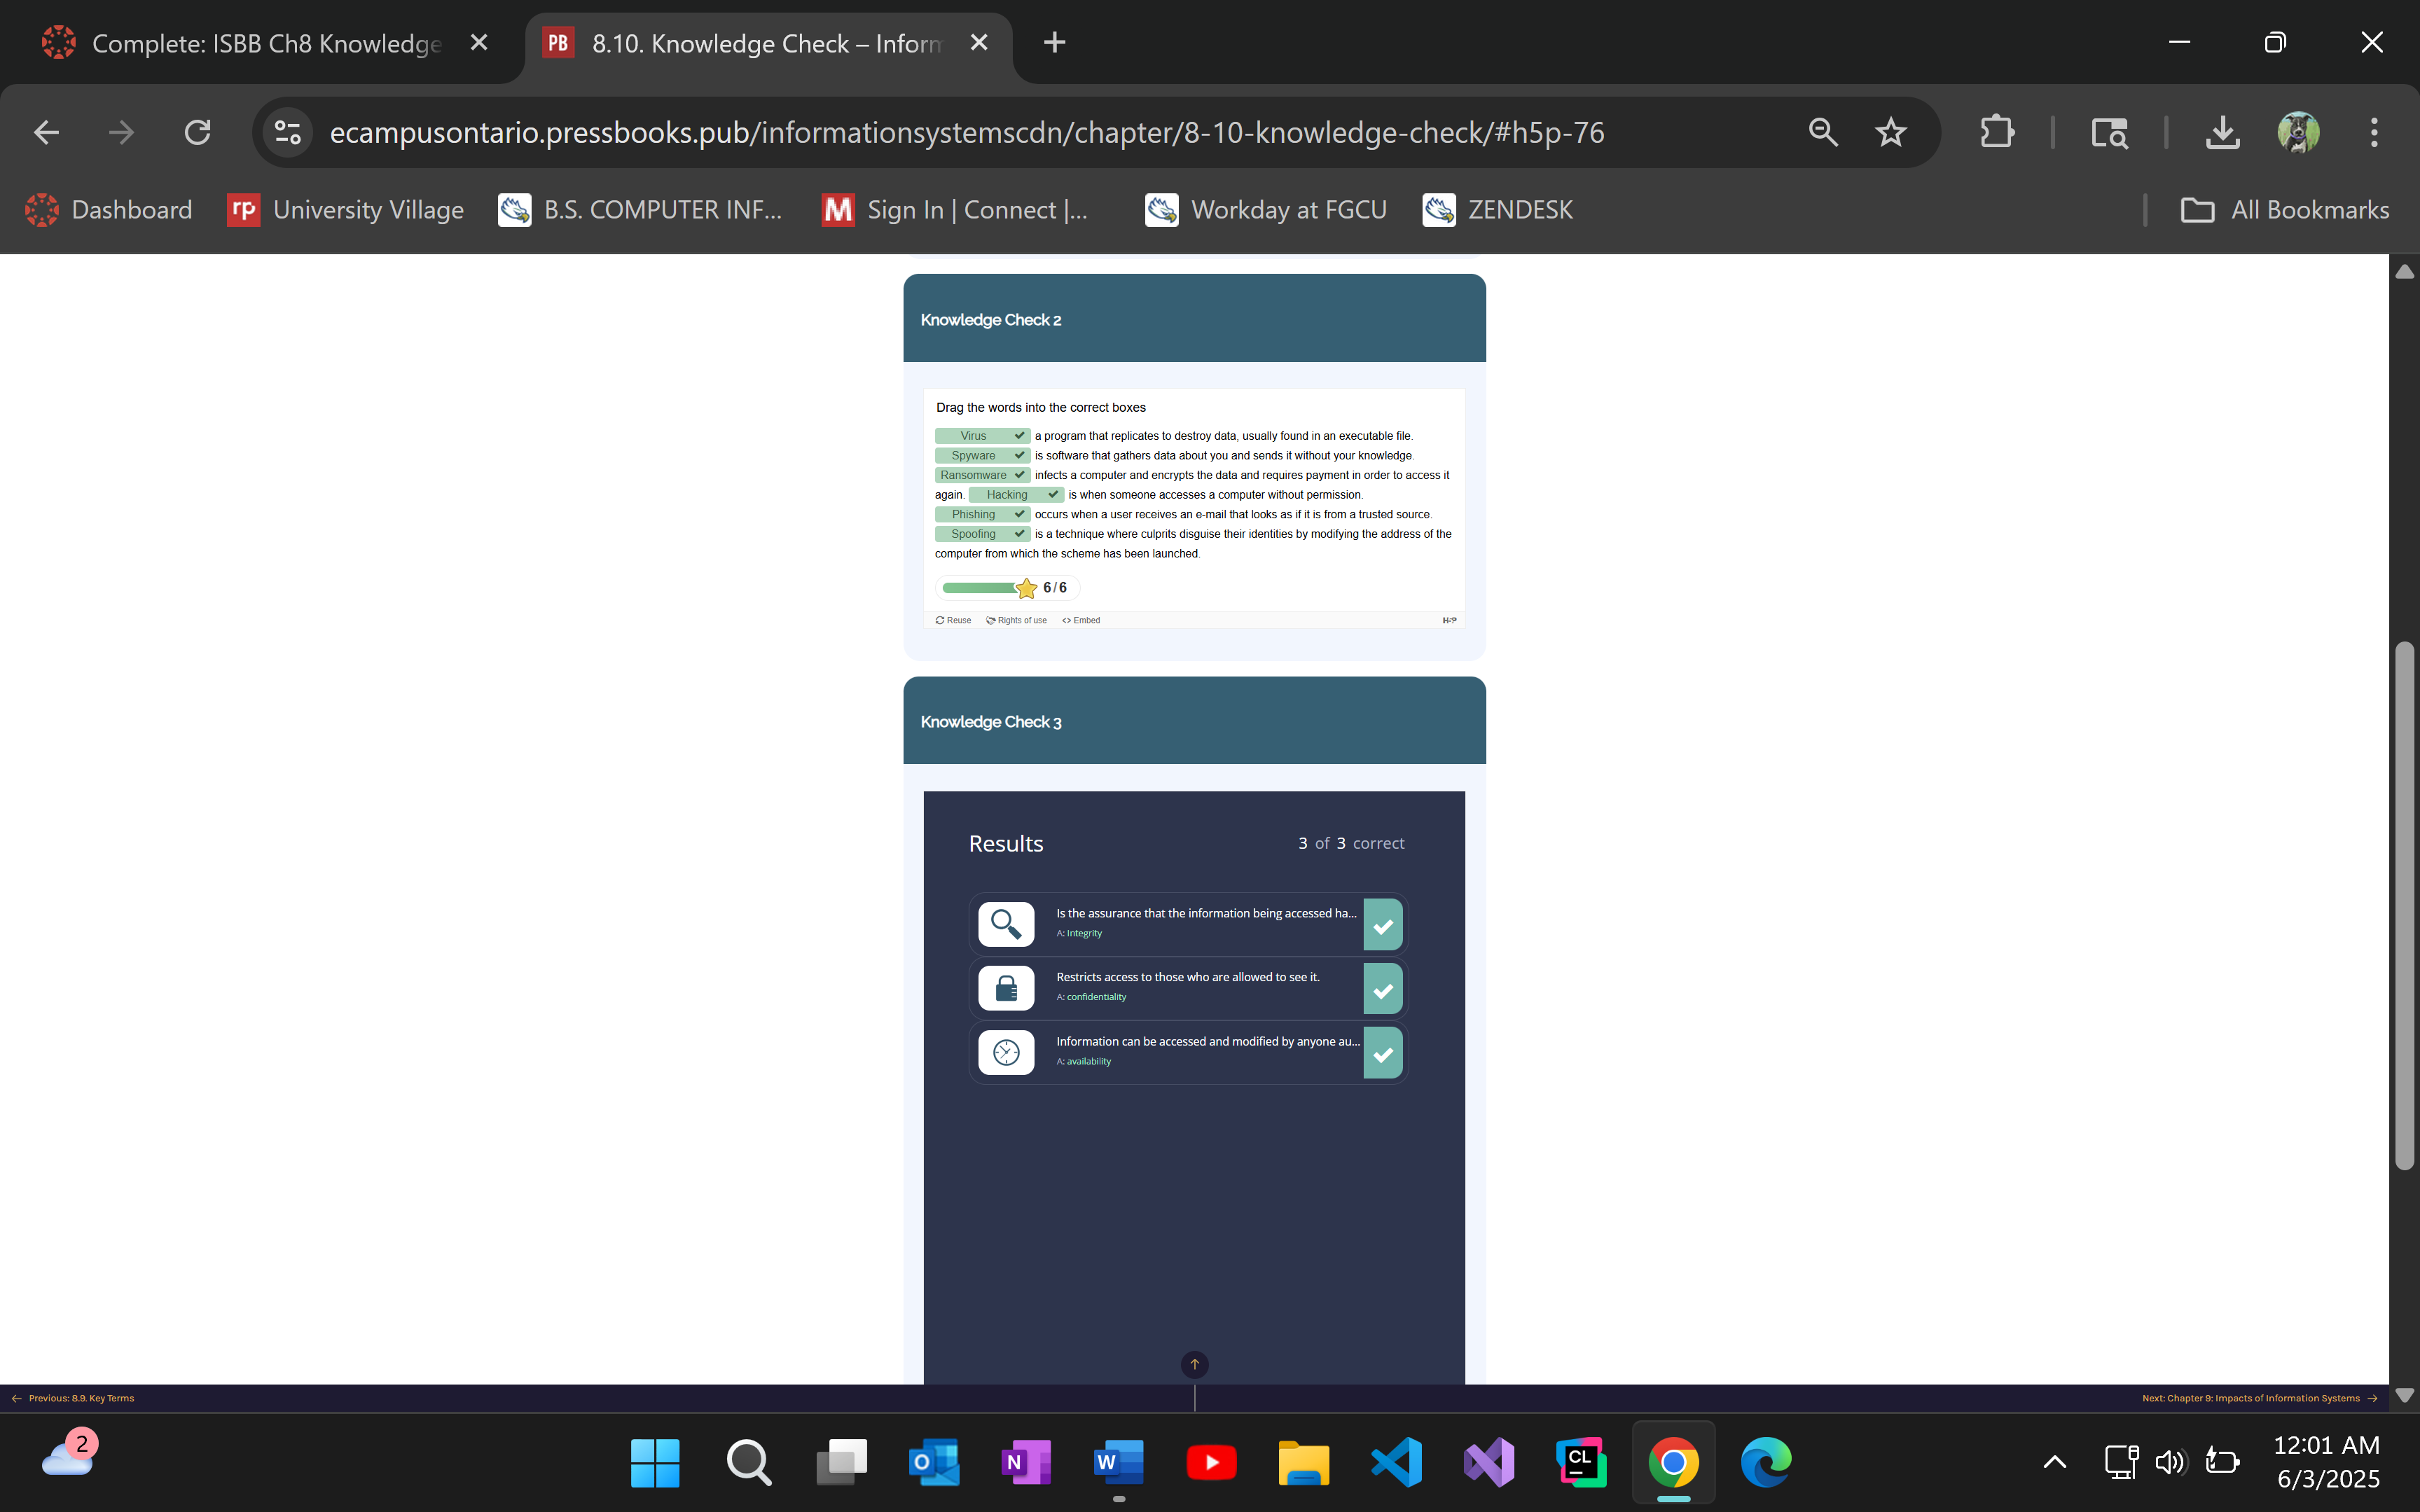 Complete: ISBB Ch8 Knowledge
PB 8.10. Knowledge Check – Inform
ecampusontario.pressbooks.pub/informationsystemscdn/chapter/8-10-knowledge-check/#h5p-76
Dashboard
rp University Village
B.S. COMPUTER INF...
M Sign In | Connect |...
Workday at FGCU
ZENDESK
All Bookmarks
Knowledge Check 2
Drag the words into the correct boxes
Virus a program that replicates to destroy data, usually found in an executable file.
Spyware is software that gathers data about you and sends it without your knowledge.
Ransomware infects a computer and encrypts the data and requires payment in order to access it
again. Hacking is when someone accesses a computer without permission.
Phishing occurs when a user receives an e-mail that looks as if it is from a trusted source.
Spoofing is a technique where culprits disguise their identities by modifying the address of the
computer from which the scheme has been launched.
6/6
Reuse Rights of use <> Embed H5P
Knowledge Check 3
Results 3 of 3 correct
Is the assurance that the information being accessed ha...
A: Integrity
Restricts access to those who are allowed to see it.
A: confidentiality
Information can be accessed and modified by anyone au...
A: availability
← Previous: 8.9. Key Terms
Next: Chapter 9: Impacts of Information Systems →
2
O
N
W
CL
12:01 AM
6/3/2025